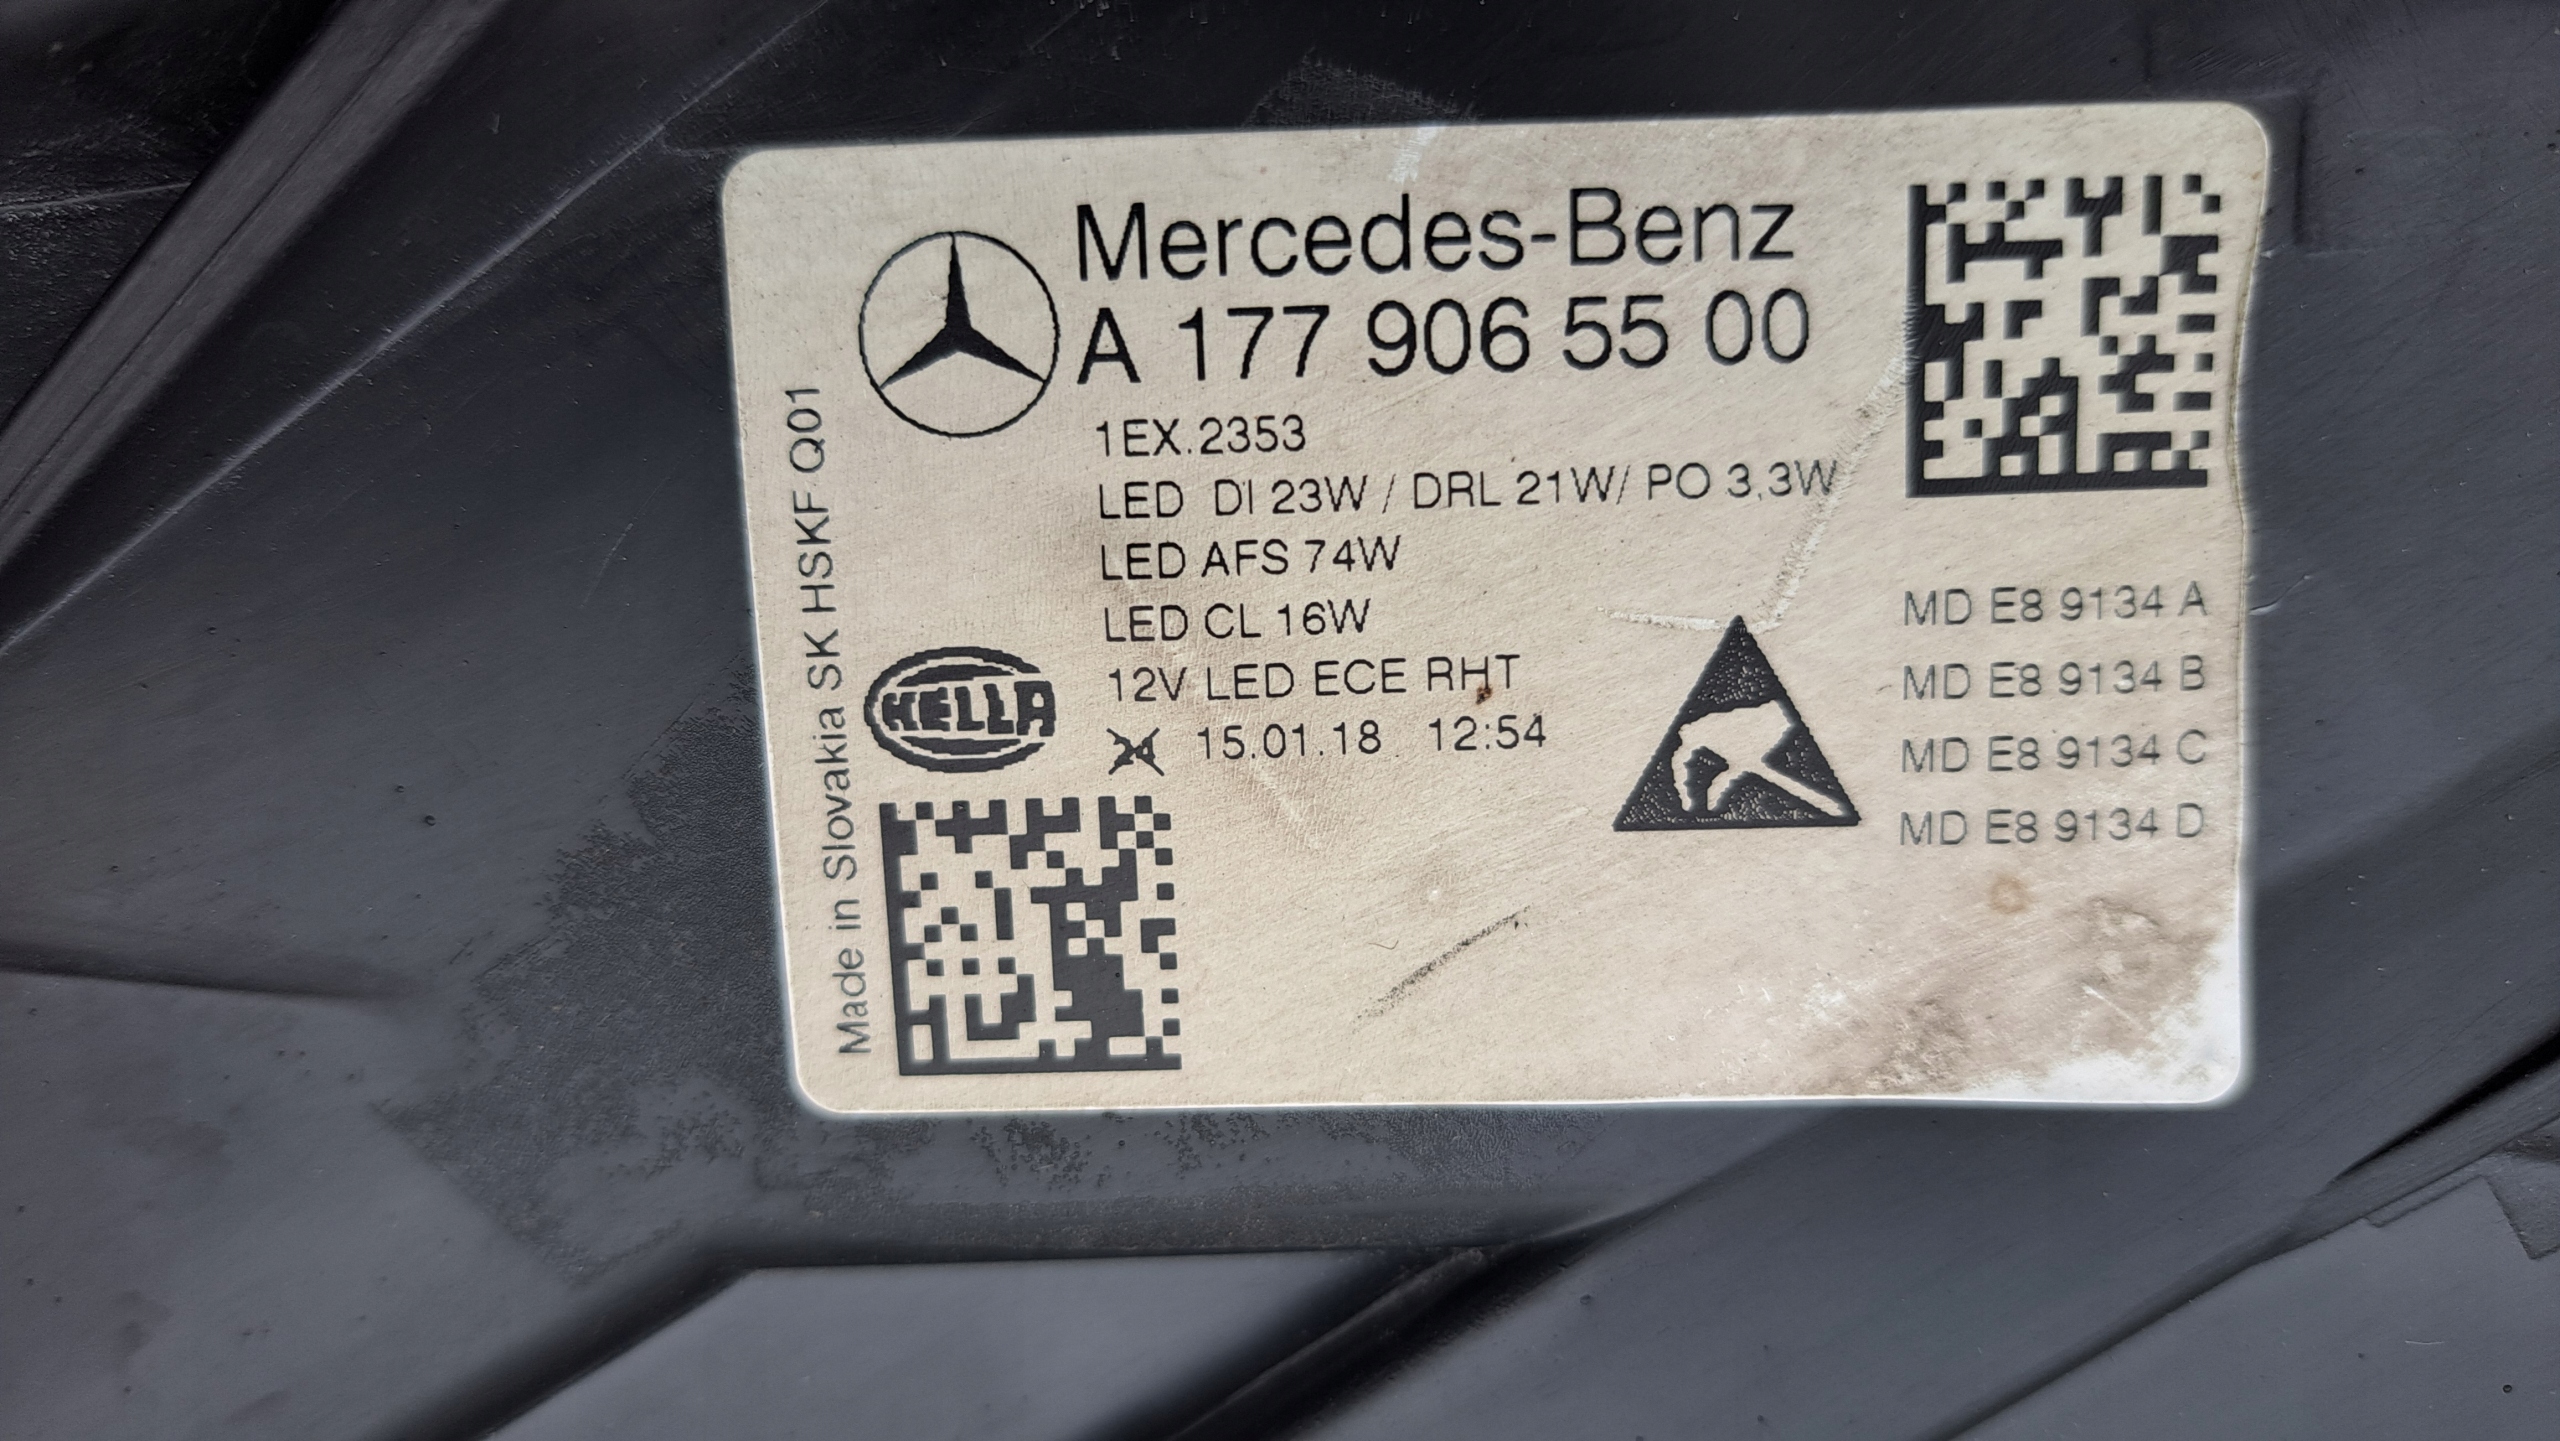 Mercedes-Benz
A 177 906 55 00
1EX.2353
LED DI 23W / DRL 21W/ PO 3,3W
LED AFS 74W
LED CL 16W
12V LED ECE RHT
15.01.18 12:54
HELLA
Made in Slovakia SK HSKF Q01
MD E8 9134 A
MD E8 9134 B
MD E8 9134 C
MD E8 9134 D